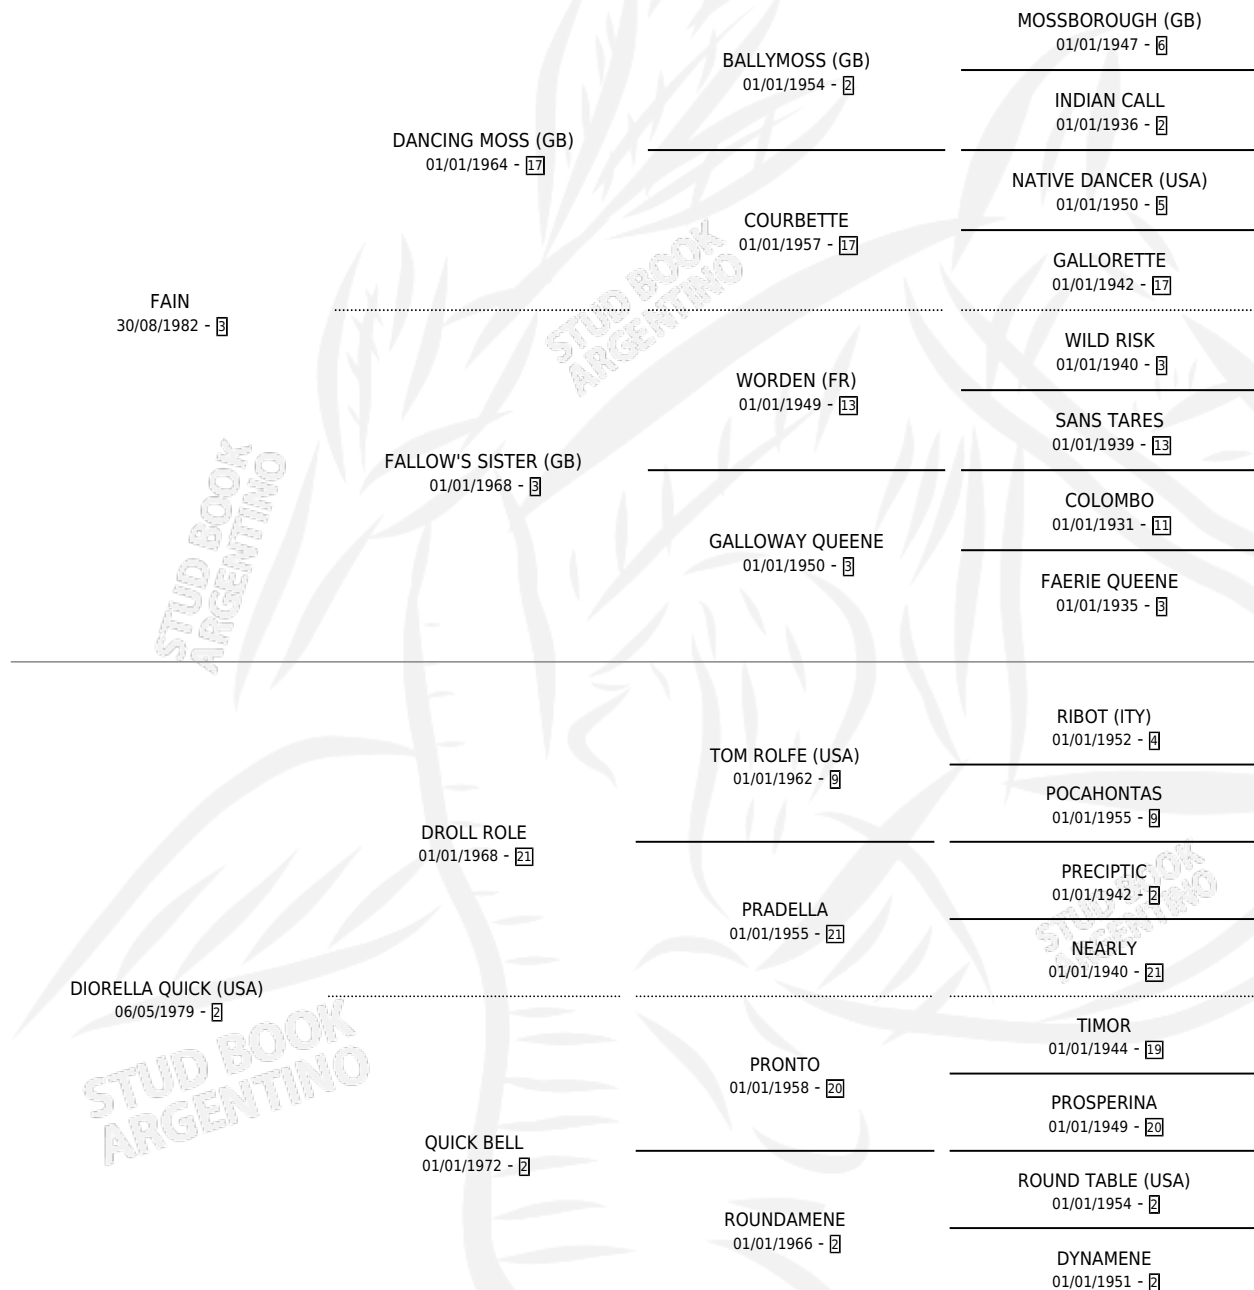 MOSSBOROUGH (GB)
01/01/1947 - 6
BALLYMOSS (GB)
01/01/1954 - 2
INDIAN CALL
01/01/1936 - 2
DANCING MOSS (GB)
01/01/1964 - 17
NATIVE DANCER (USA)
01/01/1950 - 5
COURBETTE
01/01/1957 - 17
GALLORETTE
01/01/1942 - 17
FAIN
30/08/1982 - 3
WILD RISK
01/01/1940 - 3
WORDEN (FR)
01/01/1949 - 13
SANS TARES
01/01/1939 - 13
FALLOW'S SISTER (GB)
01/01/1968 - 3
COLOMBO
01/01/1931 - 11
GALLOWAY QUEENE
01/01/1950 - 3
FAERIE QUEENE
01/01/1935 - 3
RIBOT (ITY)
01/01/1952 - 4
TOM ROLFE (USA)
01/01/1962 - 9
POCAHONTAS
01/01/1955 - 9
DROLL ROLE
01/01/1968 - 21
PRECIPTIC
01/01/1942 - 2
PRADELLA
01/01/1955 - 21
NEARLY
01/01/1940 - 21
DIORELLA QUICK (USA)
06/05/1979 - 2
TIMOR
01/01/1944 - 19
PRONTO
01/01/1958 - 20
PROSPERINA
01/01/1949 - 20
QUICK BELL
01/01/1972 - 2
ROUND TABLE (USA)
01/01/1954 - 2
ROUNDAMENE
01/01/1966 - 2
DYNAMENE
01/01/1951 - 2
STUD BOOK
ARGENTINO
STUD BOOK
ARGENTINO
STUD BOOK
ARGENTINO
STUD BOOK
ARGENTINO